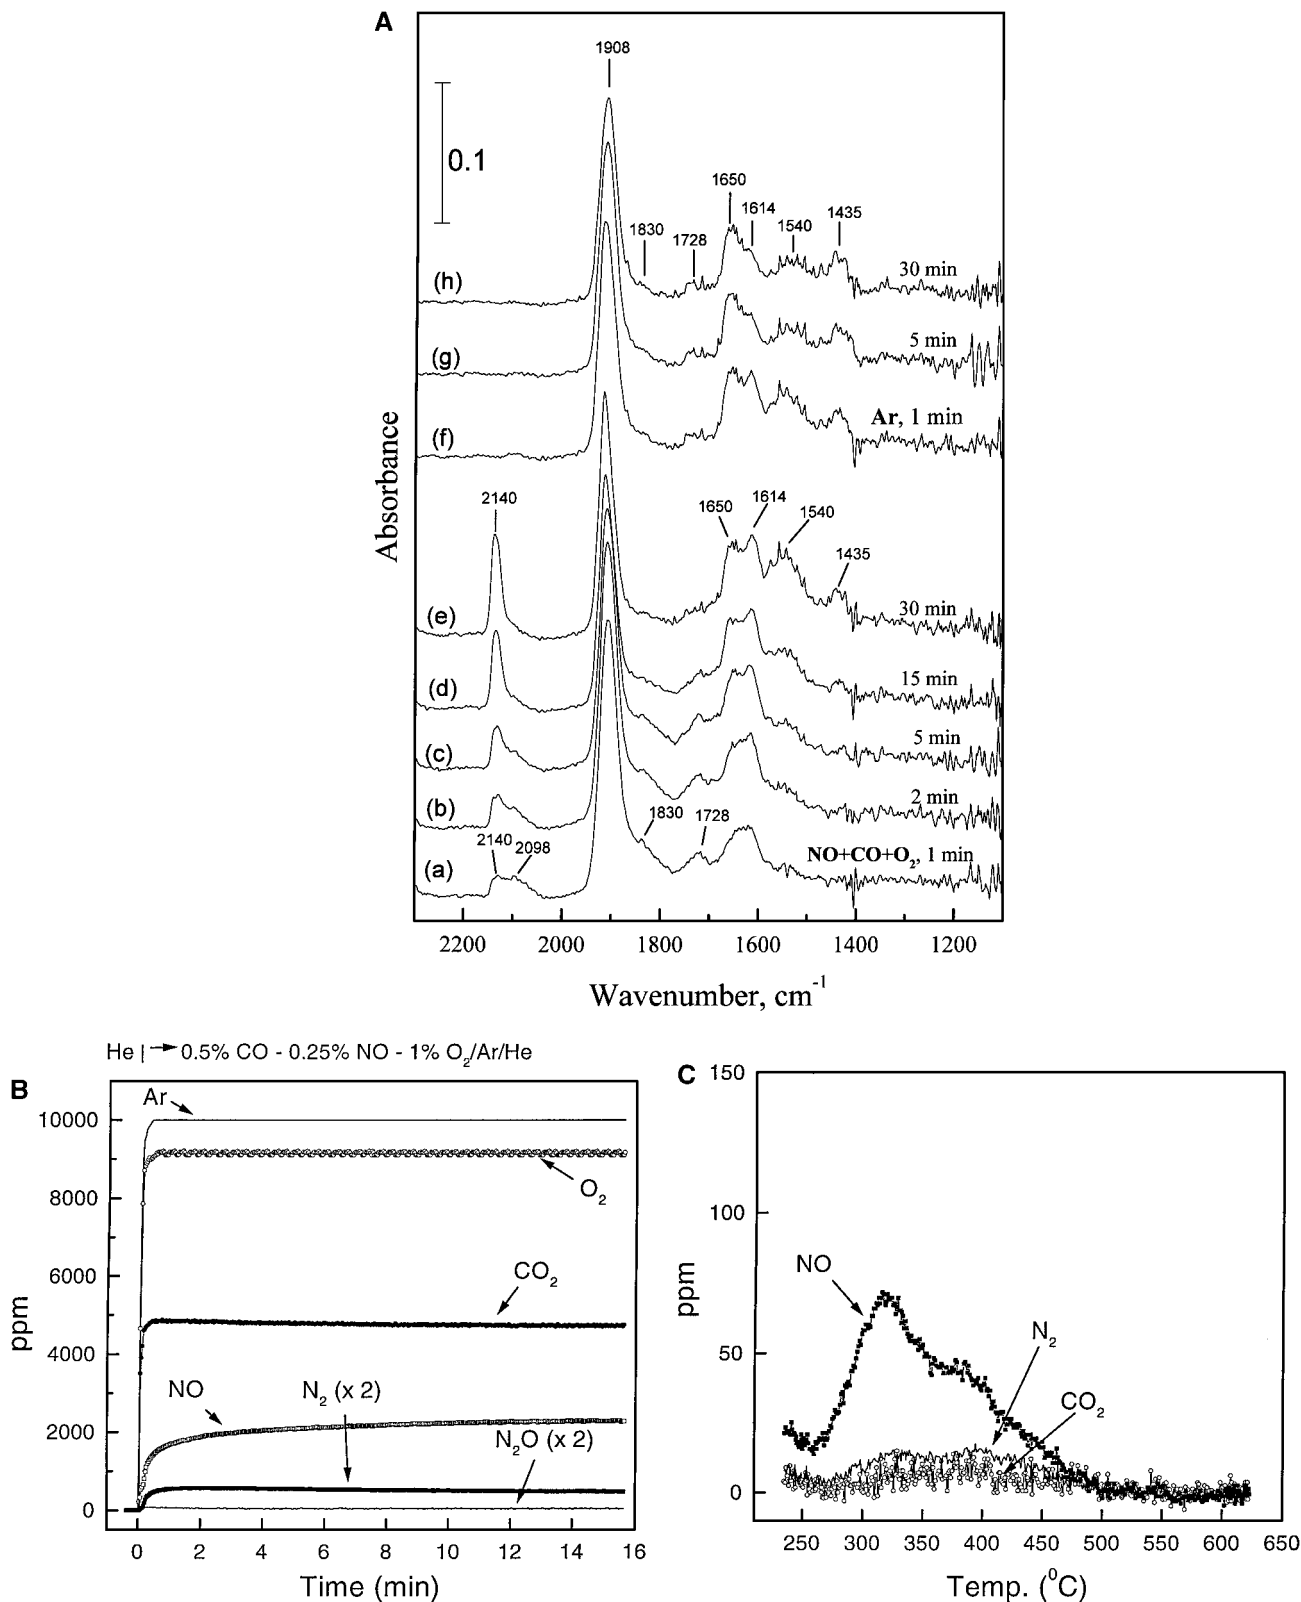 A
1908
0.1
1650
1614
1540
1435
1830
1728
(h)
30 min
(g)
5 min
(f)
Ar, 1 min
2140
1650
1614
1540
1435
(e)
30 min
(d)
15 min
(c)
5 min
(b)
2 min
2140
2098
1830
1728
(a)
NO+CO+O₂, 1 min
Absorbance
2200
2000
1800
1600
1400
1200
Wavenumber, cm⁻¹
He | → 0.5% CO - 0.25% NO - 1% O₂/Ar/He
B
Ar
O₂
CO₂
NO
N₂ (x 2)
N₂O (x 2)
10000
8000
6000
4000
2000
0
ppm
0
2
4
6
8
10
12
14
16
Time (min)
C
150
100
50
0
ppm
NO
N₂
CO₂
250
300
350
400
450
500
550
600
650
Temp. (⁰C)